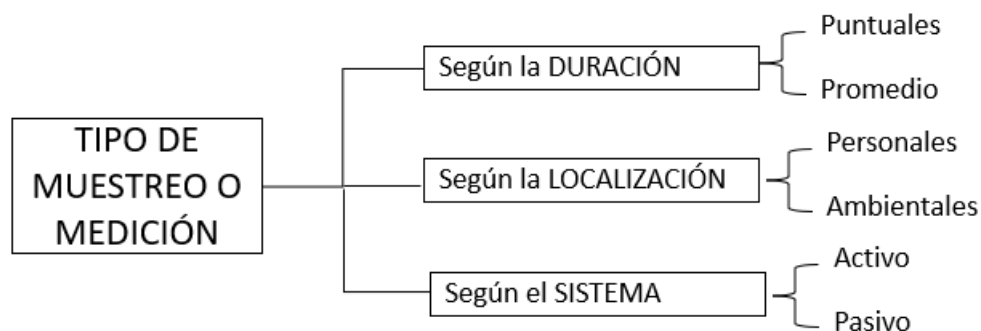 TIPO DE
MUESTREO O
MEDICIÓN
Según la DURACIÓN
Puntuales
Promedio
Según la LOCALIZACIÓN
Personales
Ambientales
Según el SISTEMA
Activo
Pasivo